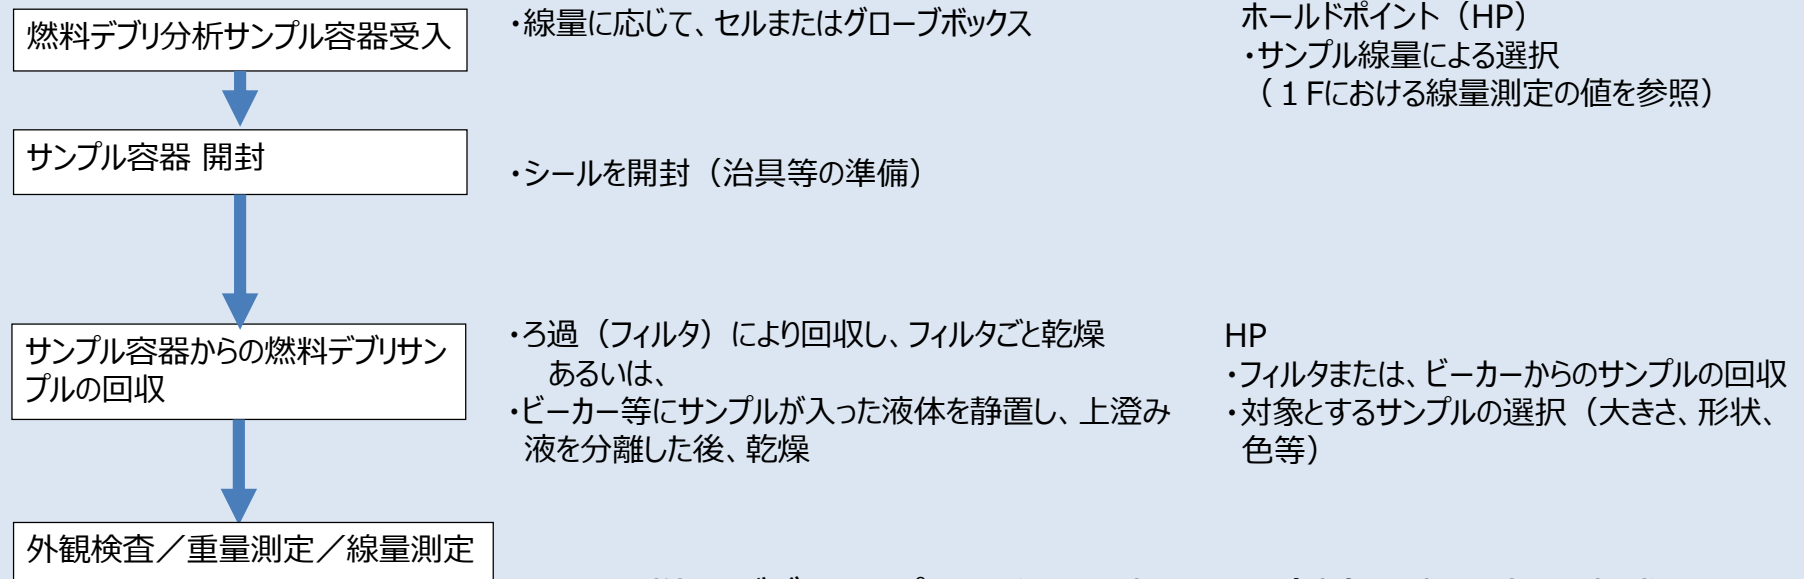 燃料デブリ分析サンプル容器受入
・線量に応じて、セルまたはグローブボックス
ホールドポイント（HP）
・サンプル線量による選択
（１Fにおける線量測定の値を参照）
サンプル容器 開封
・シールを開封（治具等の準備）
サンプル容器からの燃料デブリサン
プルの回収
・ろ過（フィルタ）により回収し、フィルタごと乾燥
あるいは、
・ビーカー等にサンプルが入った液体を静置し、上澄み
液を分離した後、乾燥
HP
・フィルタまたは、ビーカーからのサンプルの回収
・対象とするサンプルの選択（大きさ、形状、
色等）
外観検査／重量測定／線量測定